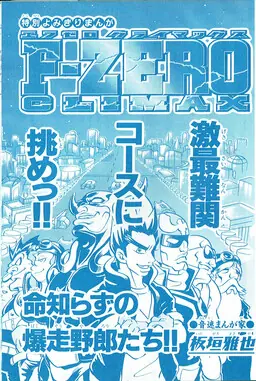 特別よみきりまんが
エフゼロ クライマックス
F-ZERO
CLIMAX
激最難関
コースに
挑めっ!!
命知らずの
爆走野郎たち!!
●音速まんが家●
板垣雅也